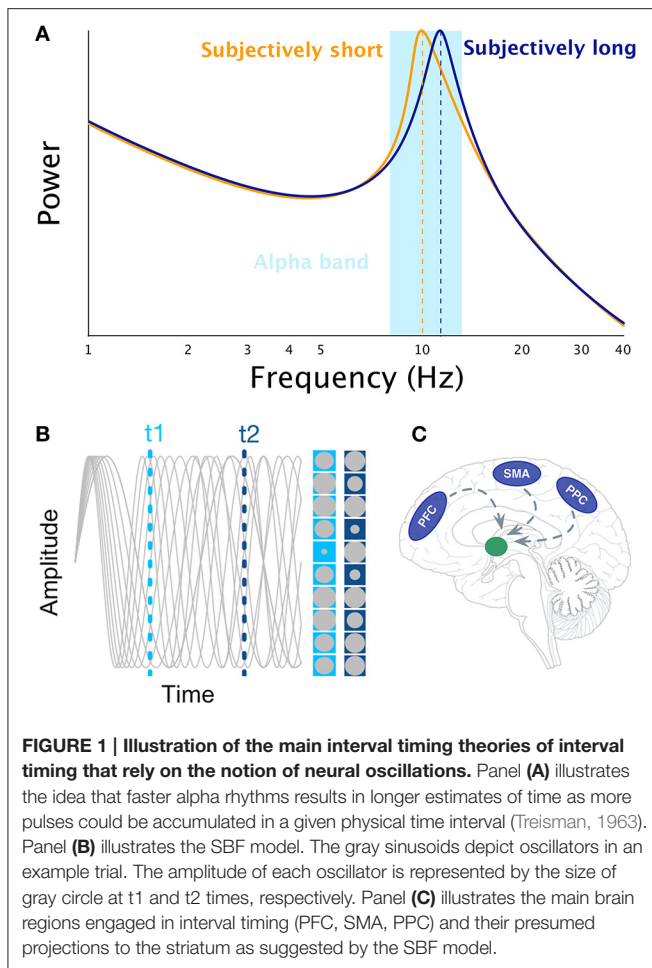 A
Subjectively short
Subjectively long
Power
Alpha band
1 2 3 4 5 10 20 30 40
Frequency (Hz)
B
t1 t2
Amplitude
Time
C
PFC
SMA
PPC
FIGURE 1 | Illustration of the main interval timing theories of interval
timing that rely on the notion of neural oscillations. Panel (A) illustrates
the idea that faster alpha rhythms results in longer estimates of time as more
pulses could be accumulated in a given physical time interval (Treisman, 1963).
Panel (B) illustrates the SBF model. The gray sinusoids depict oscillators in an
example trial. The amplitude of each oscillator is represented by the size of
gray circle at t1 and t2 times, respectively. Panel (C) illustrates the main brain
regions engaged in interval timing (PFC, SMA, PPC) and their presumed
projections to the striatum as suggested by the SBF model.